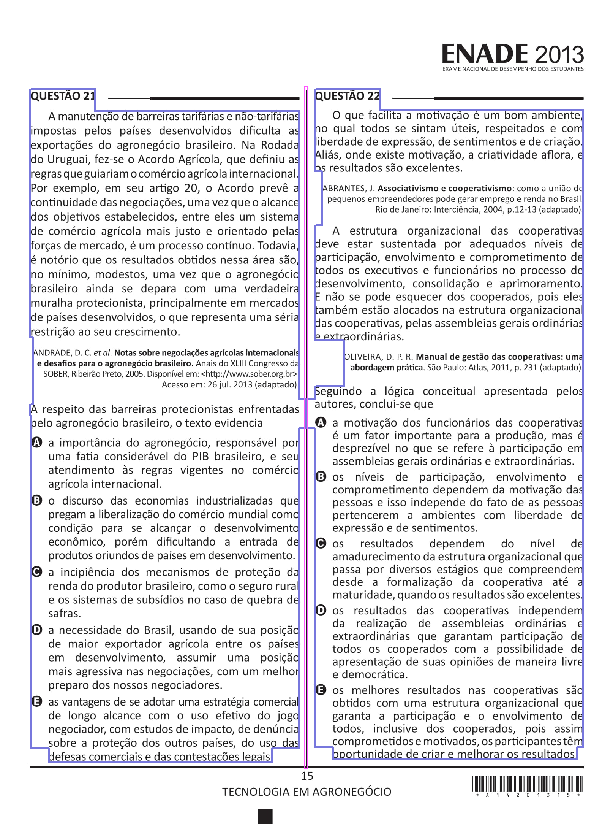 ENADE 2013
EXAME NACIONAL DE DESEMPENHO DOS ESTUDANTES
QUESTÃO 21
A manutenção de barreiras tarifárias e não-tarifárias
impostas pelos países desenvolvidos dificulta as
exportações do agronegócio brasileiro. Na Rodada
do Uruguai, fez-se o Acordo Agrícola, que definiu as
regras que guiariam o comércio agrícola internacional.
Por exemplo, em seu artigo 20, o Acordo prevê a
continuidade das negociações, uma vez que o alcance
dos objetivos estabelecidos, entre eles um sistema
de comércio agrícola mais justo e orientado pelas
forças de mercado, é um processo contínuo. Todavia,
é notório que os resultados obtidos nessa área são,
no mínimo, modestos, uma vez que o agronegócio
brasileiro ainda se depara com uma verdadeira
muralha protecionista, principalmente em mercados
de países desenvolvidos, o que representa uma séria
restrição ao seu crescimento.
ANDRADE, D. C. et al. Notas sobre negociações agrícolas internacionais
e desafios para o agronegócio brasileiro. Anais do XLIII Congresso da
SOBER, Ribeirão Preto, 2005. Disponível em: <http://www.sober.org.br>.
Acesso em: 26 jul. 2013 (adaptado).
A respeito das barreiras protecionistas enfrentadas
pelo agronegócio brasileiro, o texto evidencia
A a importância do agronegócio, responsável por
uma fatia considerável do PIB brasileiro, e seu
atendimento às regras vigentes no comércio
agrícola internacional.
B o discurso das economias industrializadas que
pregam a liberalização do comércio mundial como
condição para se alcançar o desenvolvimento
econômico, porém dificultando a entrada de
produtos oriundos de países em desenvolvimento.
C a incipiência dos mecanismos de proteção da
renda do produtor brasileiro, como o seguro rural
e os sistemas de subsídios no caso de quebra de
safras.
D a necessidade do Brasil, usando de sua posição
de maior exportador agrícola entre os países
em desenvolvimento, assumir uma posição
mais agressiva nas negociações, com um melhor
preparo dos nossos negociadores.
E as vantagens de se adotar uma estratégia comercial
de longo alcance com o uso efetivo do jogo
negociador, com estudos de impacto, de denúncia
sobre a proteção dos outros países, do uso das
defesas comerciais e das contestações legais.
QUESTÃO 22
O que facilita a motivação é um bom ambiente,
no qual todos se sintam úteis, respeitados e com
liberdade de expressão, de sentimentos e de criação.
Aliás, onde existe motivação, a criatividade aflora, e
os resultados são excelentes.
ABRANTES, J. Associativismo e cooperativismo: como a união de
pequenos empreendedores pode gerar emprego e renda no Brasil.
Rio de Janeiro: Interciência, 2004, p.12-13 (adaptado).
A estrutura organizacional das cooperativas
deve estar sustentada por adequados níveis de
participação, envolvimento e comprometimento de
todos os executivos e funcionários no processo de
desenvolvimento, consolidação e aprimoramento.
E não se pode esquecer dos cooperados, pois eles
também estão alocados na estrutura organizacional
das cooperativas, pelas assembleias gerais ordinárias
e extraordinárias.
OLIVEIRA, D. P. R. Manual de gestão das cooperativas: uma
abordagem prática. São Paulo: Atlas, 2011, p. 231 (adaptado).
Seguindo a lógica conceitual apresentada pelos
autores, conclui-se que
A a motivação dos funcionários das cooperativas
é um fator importante para a produção, mas é
desprezível no que se refere à participação em
assembleias gerais ordinárias e extraordinárias.
B os níveis de participação, envolvimento e
comprometimento dependem da motivação das
pessoas e isso independe do fato de as pessoas
pertencerem a ambientes com liberdade de
expressão e de sentimentos.
C os resultados dependem do nível de
amadurecimento da estrutura organizacional que
passa por diversos estágios que compreendem
desde a formalização da cooperativa até a
maturidade, quando os resultados são excelentes.
D os resultados das cooperativas independem
da realização de assembleias ordinárias e
extraordinárias que garantam participação de
todos os cooperados com a possibilidade de
apresentação de suas opiniões de maneira livre
e democrática.
E os melhores resultados nas cooperativas são
obtidos com uma estrutura organizacional que
garanta a participação e o envolvimento de
todos, inclusive dos cooperados, pois assim
comprometidos e motivados, os participantes têm
oportunidade de criar e melhorar os resultados.
15
TECNOLOGIA EM AGRONEGÓCIO